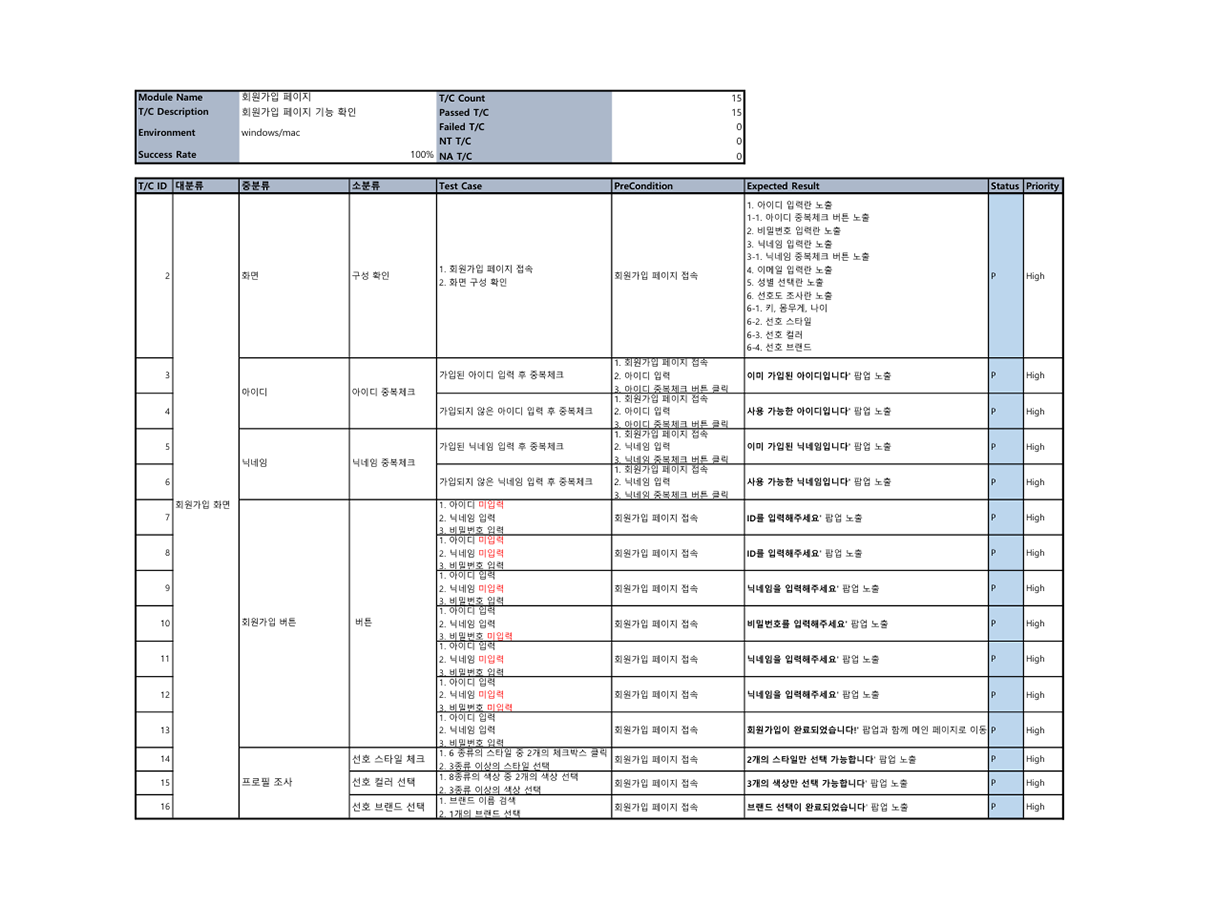 Module Name 회원가입 페이지 T/C Count 15
T/C Description 회원가입 페이지 기능 확인 Passed T/C 15
Environment windows/mac Failed T/C 0
NT T/C 0
Success Rate 100% NA T/C 0
T/C ID 대분류 중분류 소분류 Test Case PreCondition Expected Result Status Priority
회원가입 화면
2 화면 구성 확인
1. 회원가입 페이지 접속
2. 화면 구성 확인
회원가입 페이지 접속
1. 아이디 입력란 노출
1-1. 아이디 중복체크 버튼 노출
2. 비밀번호 입력란 노출
3. 닉네임 입력란 노출
3-1. 닉네임 중복체크 버튼 노출
4. 이메일 입력란 노출
5. 성별 선택란 노출
6. 선호도 조사란 노출
6-1. 키, 몸무게, 나이
6-2. 선호 스타일
6-3. 선호 컬러
6-4. 선호 브랜드
P High
아이디 아이디 중복체크
3 가입된 아이디 입력 후 중복체크
1. 회원가입 페이지 접속
2. 아이디 입력
3. 아이디 중복체크 버튼 클릭
이미 가입된 아이디입니다' 팝업 노출 P High
4 가입되지 않은 아이디 입력 후 중복체크
1. 회원가입 페이지 접속
2. 아이디 입력
3. 아이디 중복체크 버튼 클릭
사용 가능한 아이디입니다' 팝업 노출 P High
닉네임 닉네임 중복체크
5 가입된 닉네임 입력 후 중복체크
1. 회원가입 페이지 접속
2. 닉네임 입력
3. 닉네임 중복체크 버튼 클릭
이미 가입된 닉네임입니다' 팝업 노출 P High
6 가입되지 않은 닉네임 입력 후 중복체크
1. 회원가입 페이지 접속
2. 닉네임 입력
3. 닉네임 중복체크 버튼 클릭
사용 가능한 닉네임입니다' 팝업 노출 P High
회원가입 버튼 버튼
7
1. 아이디 미입력
2. 닉네임 입력
3. 비밀번호 입력
회원가입 페이지 접속 ID를 입력해주세요' 팝업 노출 P High
8
1. 아이디 미입력
2. 닉네임 미입력
3. 비밀번호 입력
회원가입 페이지 접속 ID를 입력해주세요' 팝업 노출 P High
9
1. 아이디 입력
2. 닉네임 미입력
3. 비밀번호 입력
회원가입 페이지 접속 닉네임을 입력해주세요' 팝업 노출 P High
10
1. 아이디 입력
2. 닉네임 입력
3. 비밀번호 미입력
회원가입 페이지 접속 비밀번호를 입력해주세요' 팝업 노출 P High
11
1. 아이디 입력
2. 닉네임 미입력
3. 비밀번호 입력
회원가입 페이지 접속 닉네임을 입력해주세요' 팝업 노출 P High
12
1. 아이디 입력
2. 닉네임 미입력
3. 비밀번호 미입력
회원가입 페이지 접속 닉네임을 입력해주세요' 팝업 노출 P High
13
1. 아이디 입력
2. 닉네임 입력
3. 비밀번호 입력
회원가입 페이지 접속 회원가입이 완료되었습니다!' 팝업과 함께 메인 페이지로 이동 P High
프로필 조사
14 선호 스타일 체크
1. 6 종류의 스타일 중 2개의 체크박스 클릭
2. 3종류 이상의 스타일 선택
회원가입 페이지 접속 2개의 스타일만 선택 가능합니다' 팝업 노출 P High
15 선호 컬러 선택
1. 8종류의 색상 중 2개의 색상 선택
2. 3종류 이상의 색상 선택
회원가입 페이지 접속 3개의 색상만 선택 가능합니다' 팝업 노출 P High
16 선호 브랜드 선택
1. 브랜드 이름 검색
2. 1개의 브랜드 선택
회원가입 페이지 접속 브랜드 선택이 완료되었습니다' 팝업 노출 P High